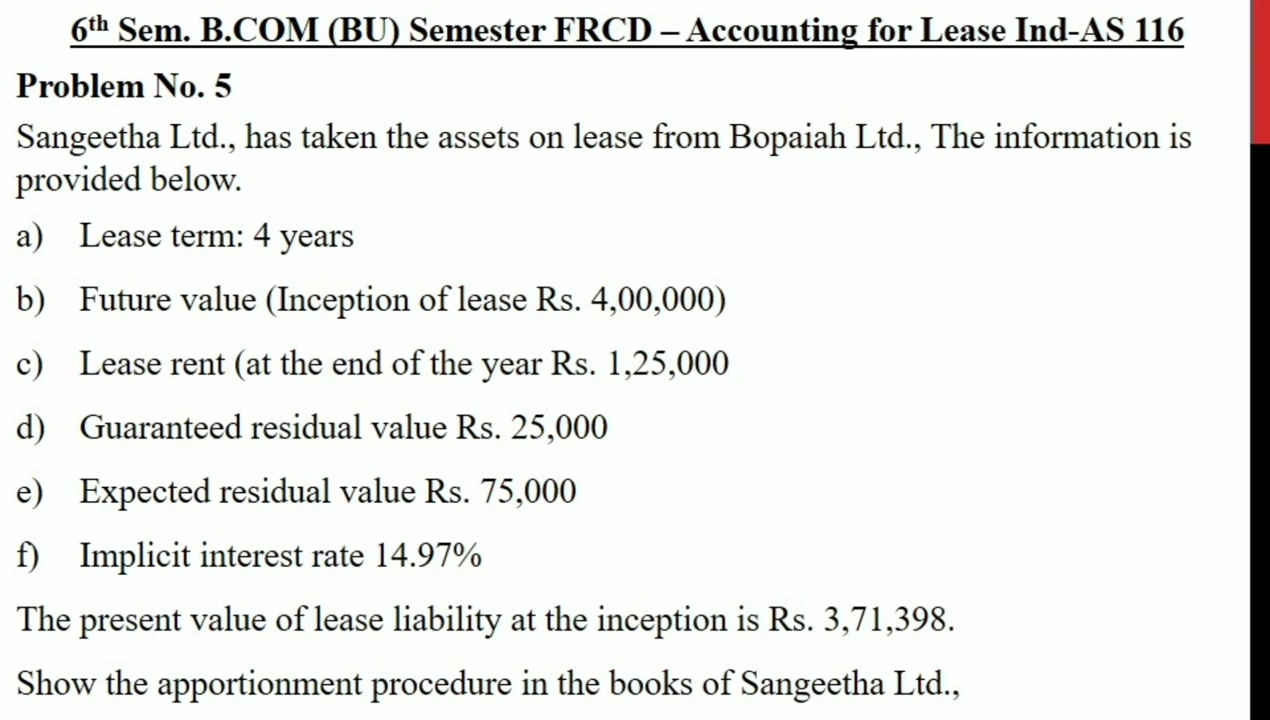 6th Sem. B.COM (BU) Semester FRCD – Accounting for Lease Ind-AS 116
Problem No. 5
Sangeetha Ltd., has taken the assets on lease from Bopaiah Ltd., The information is
provided below.
a) Lease term: 4 years
b) Future value (Inception of lease Rs. 4,00,000)
c) Lease rent (at the end of the year Rs. 1,25,000
d) Guaranteed residual value Rs. 25,000
e) Expected residual value Rs. 75,000
f) Implicit interest rate 14.97%
The present value of lease liability at the inception is Rs. 3,71,398.
Show the apportionment procedure in the books of Sangeetha Ltd.,